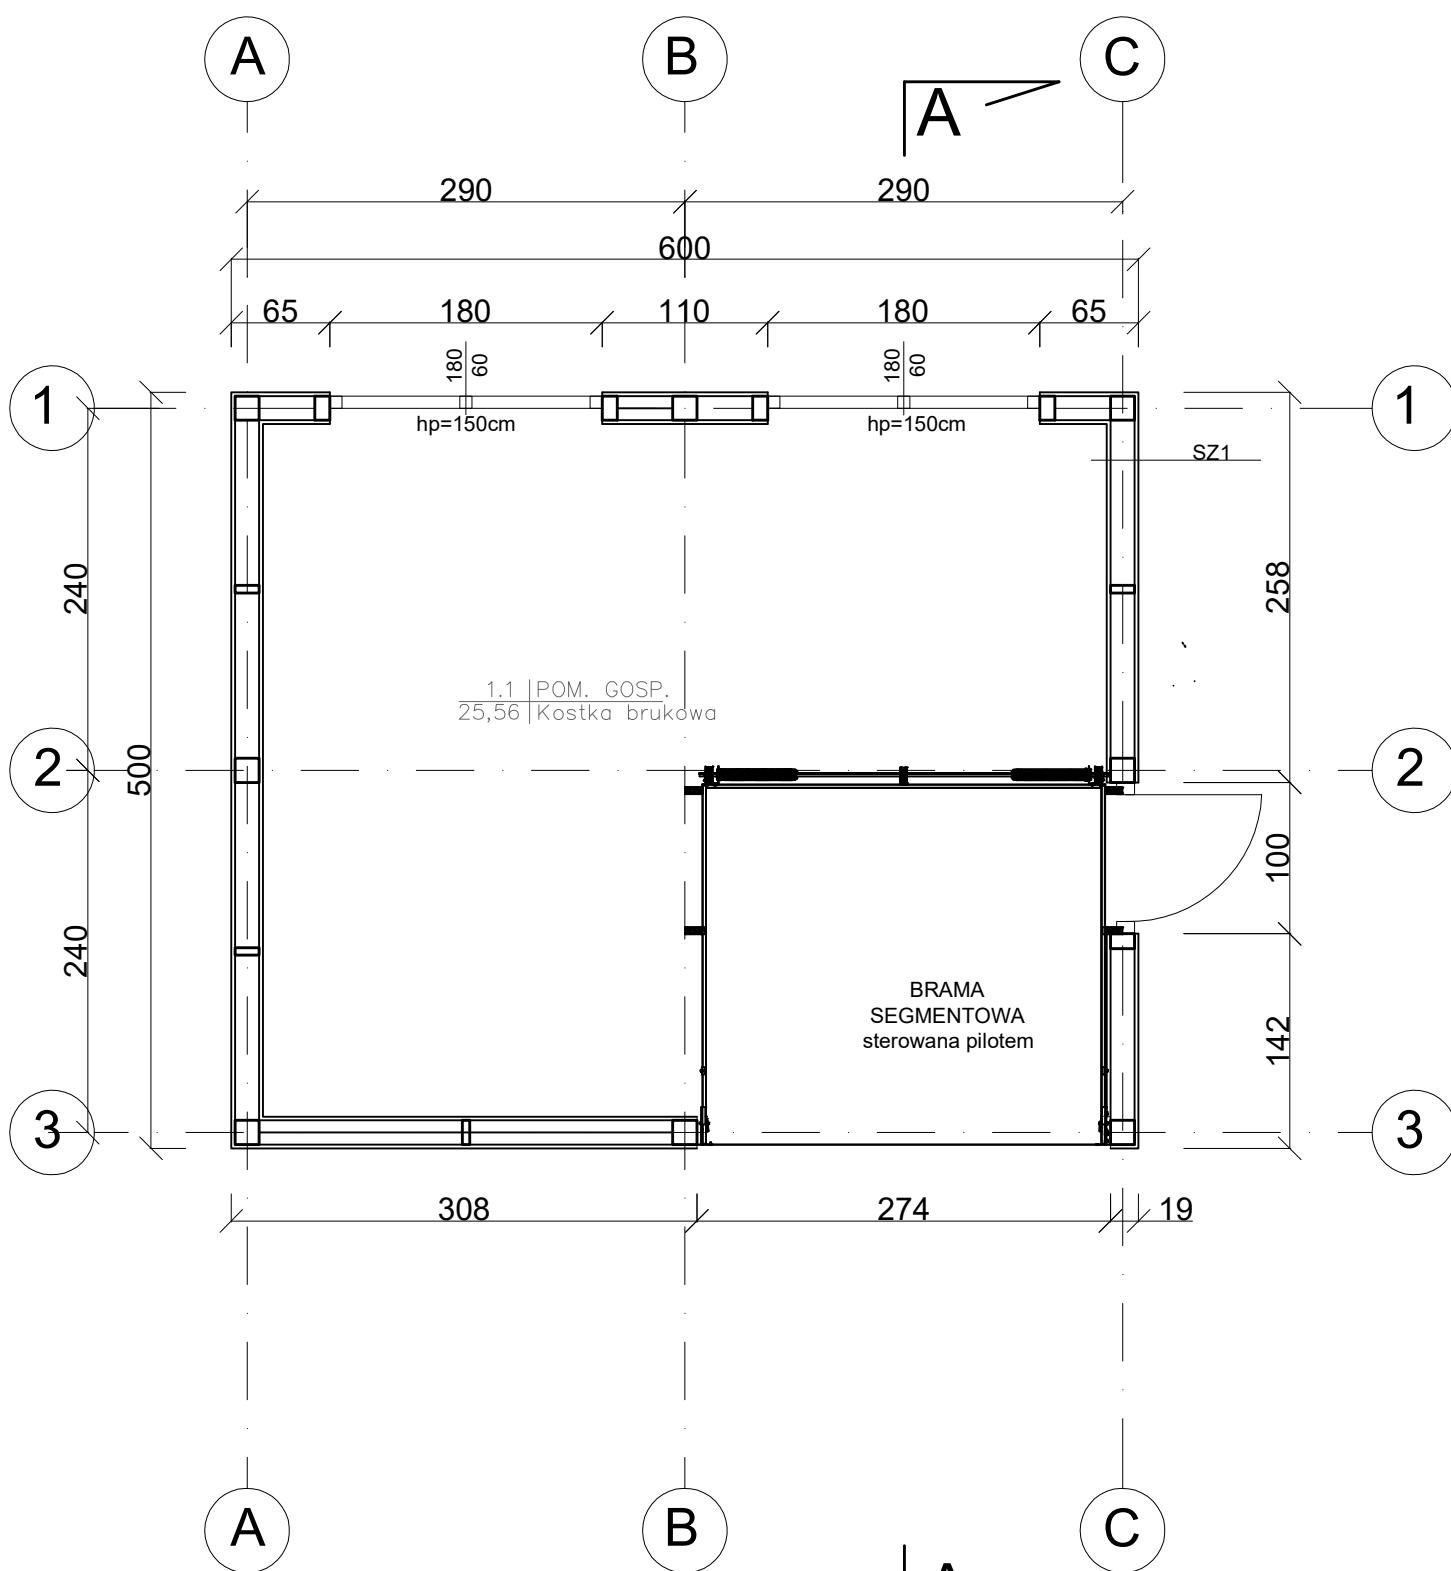 A B C
A
290 290
600
65 180 110 180 65
180
60
180
60
1 1
hp=150cm hp=150cm
SZ1
240
258
1.1 POM. GOSP.
25,56 Kostka brukowa
2 500 2
100
240
BRAMA
SEGMENTOWA
sterowana pilotem
142
3 3
308 274 19
A B C
A